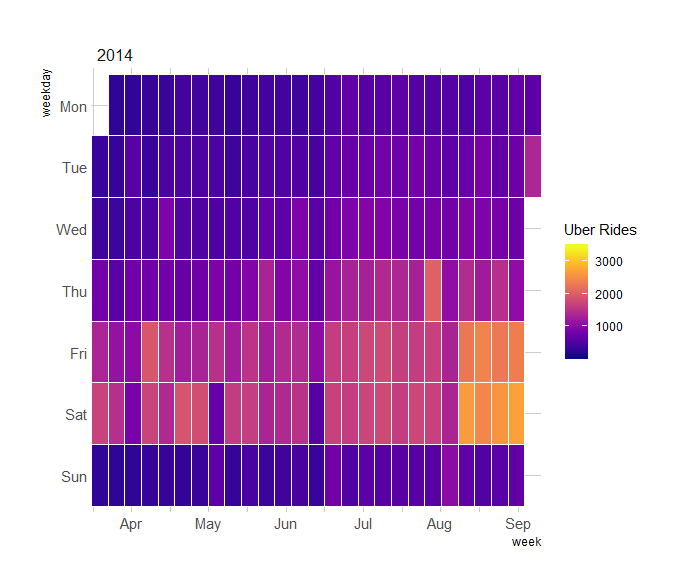 2014
weekday
Mon
Tue
Wed
Thu
Fri
Sat
Sun
Apr May Jun Jul Aug Sep
week
Uber Rides
3000
2000
1000